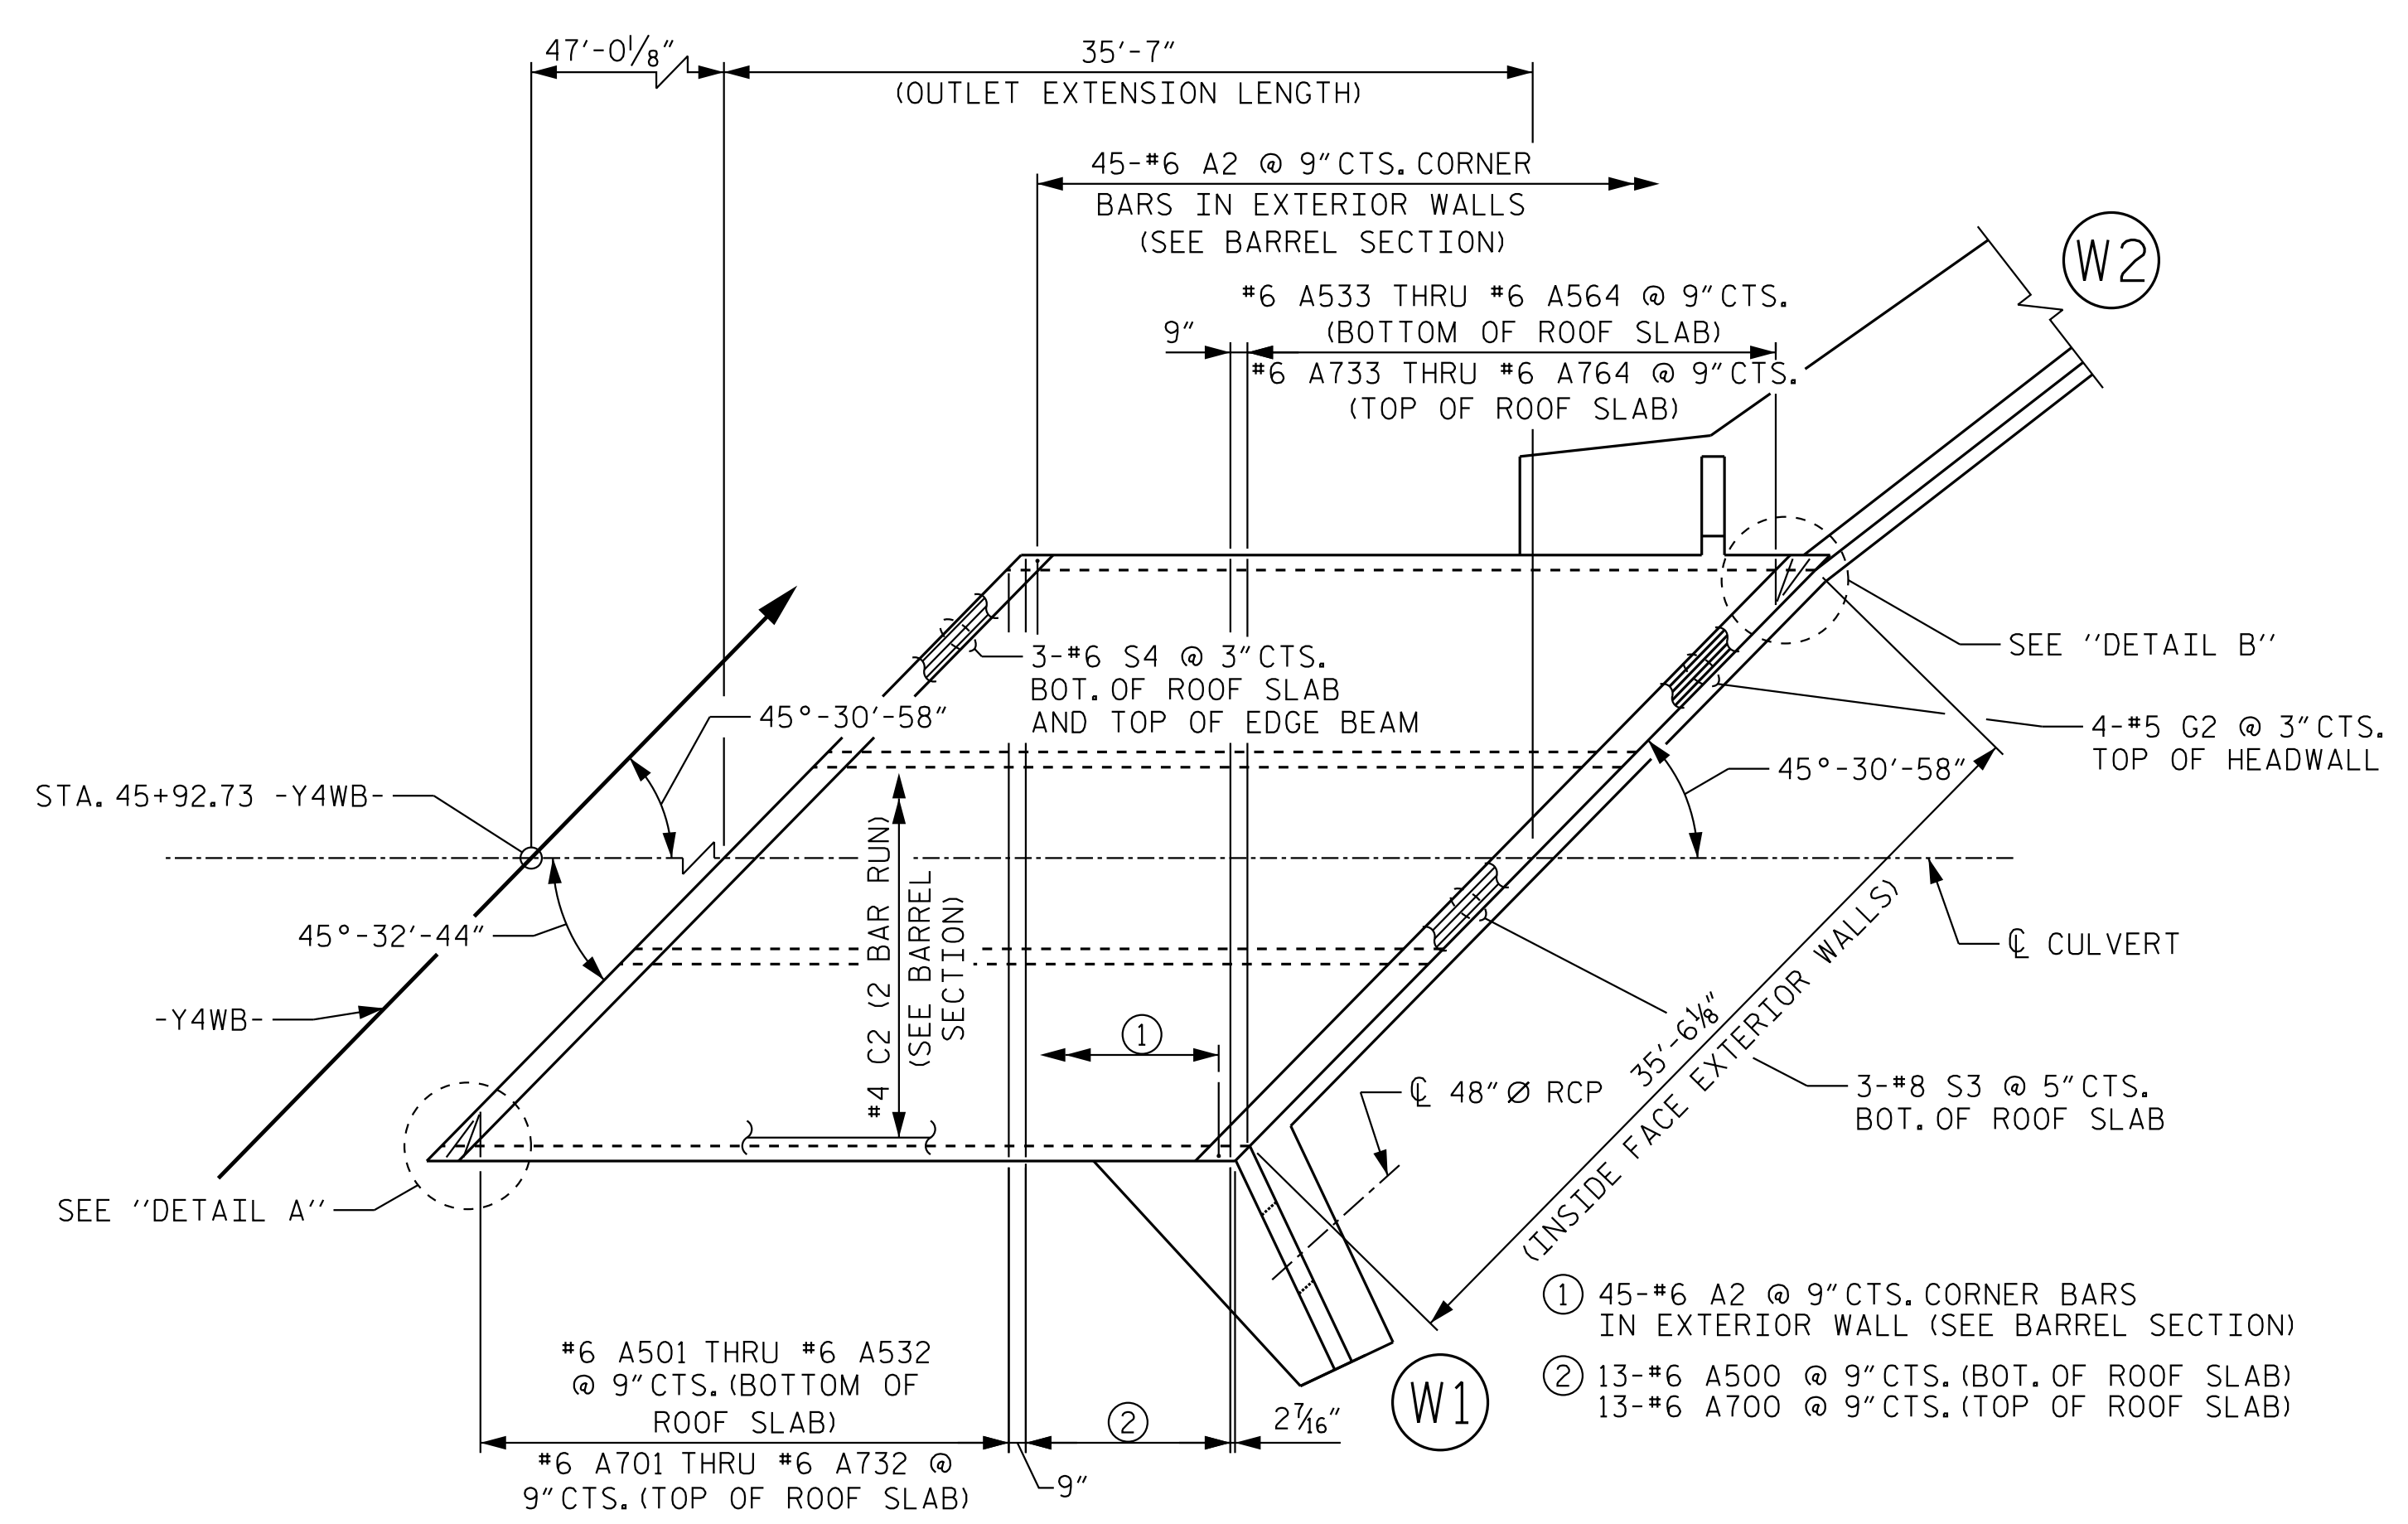 47'-0⅛"
35'-7"
(OUTLET EXTENSION LENGTH)
45-#6 A2 @ 9"CTS. CORNER
BARS IN EXTERIOR WALLS
(SEE BARREL SECTION)
W2
#6 A533 THRU #6 A564 @ 9"CTS.
(BOTTOM OF ROOF SLAB)
9"
#6 A733 THRU #6 A764 @ 9"CTS.
(TOP OF ROOF SLAB)
3-#6 S4 @ 3"CTS.
BOT. OF ROOF SLAB
AND TOP OF EDGE BEAM
SEE "DETAIL B"
45°-30'-58"
4-#5 G2 @ 3"CTS.
TOP OF HEADWALL
45°-30'-58"
STA. 45+92.73 -Y4WB-
45°-32'-44"
#4 C2 (2 BAR RUN)
(SEE BARREL
SECTION)
℄ CULVERT
-Y4WB-
1
35'-6⅛"
(INSIDE FACE EXTERIOR WALLS)
℄ 48"Ø RCP
3-#8 S3 @ 5"CTS.
BOT. OF ROOF SLAB
SEE "DETAIL A"
1 45-#6 A2 @ 9"CTS. CORNER BARS
IN EXTERIOR WALL (SEE BARREL SECTION)
2 13-#6 A500 @ 9"CTS. (BOT. OF ROOF SLAB)
13-#6 A700 @ 9"CTS. (TOP OF ROOF SLAB)
W1
#6 A501 THRU #6 A532
@ 9"CTS. (BOTTOM OF
ROOF SLAB)
2
2 7/16"
#6 A701 THRU #6 A732 @
9"CTS. (TOP OF ROOF SLAB)
9"